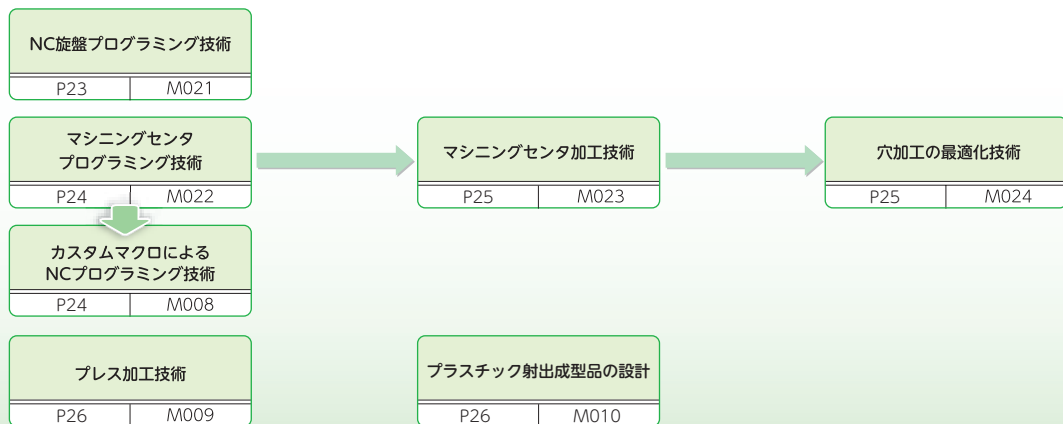 NC旋盤プログラミング技術
P23 M021
マシニングセンタ
プログラミング技術
P24 M022
マシニングセンタ加工技術
P25 M023
穴加工の最適化技術
P25 M024
カスタムマクロによる
NCプログラミング技術
P24 M008
プレス加工技術
P26 M009
プラスチック射出成型品の設計
P26 M010